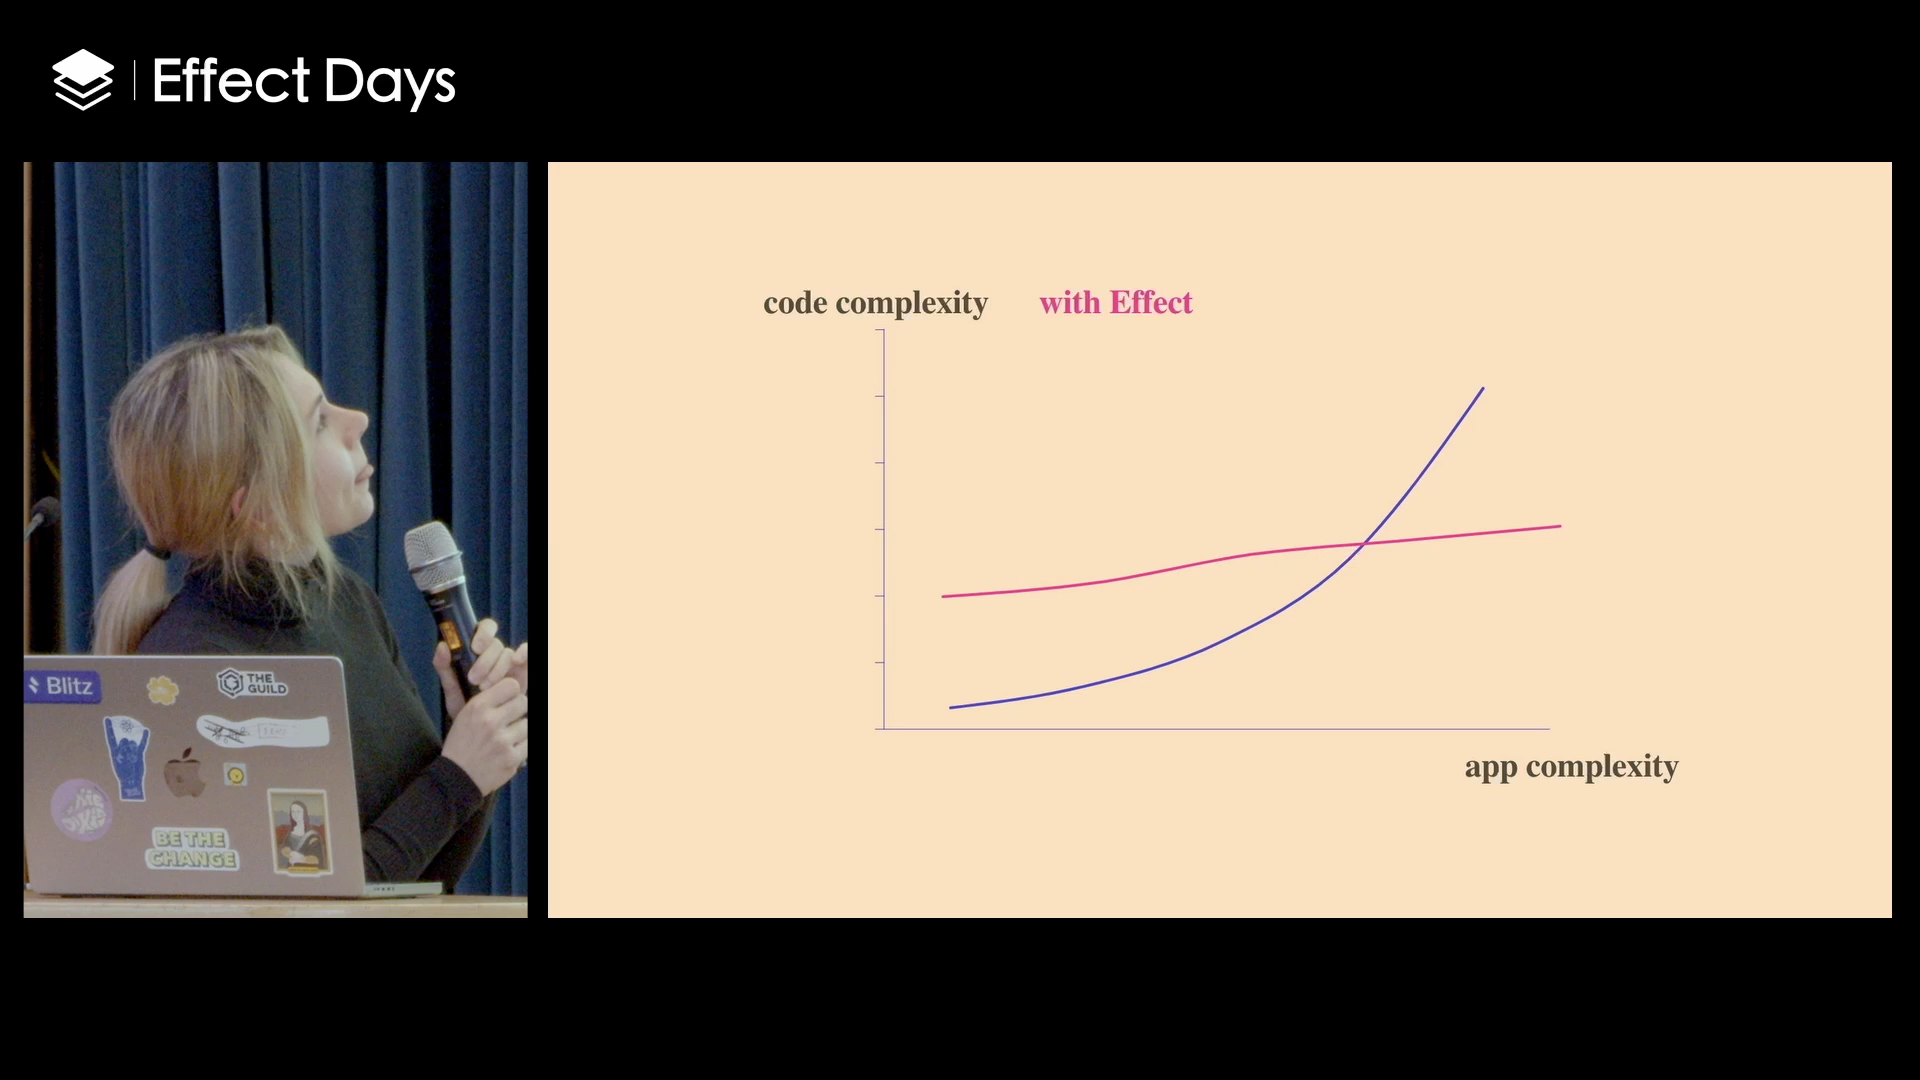 Effect Days
code complexity with Effect
app complexity
Blitz
THE
GUILD
BE THE
CHANGE